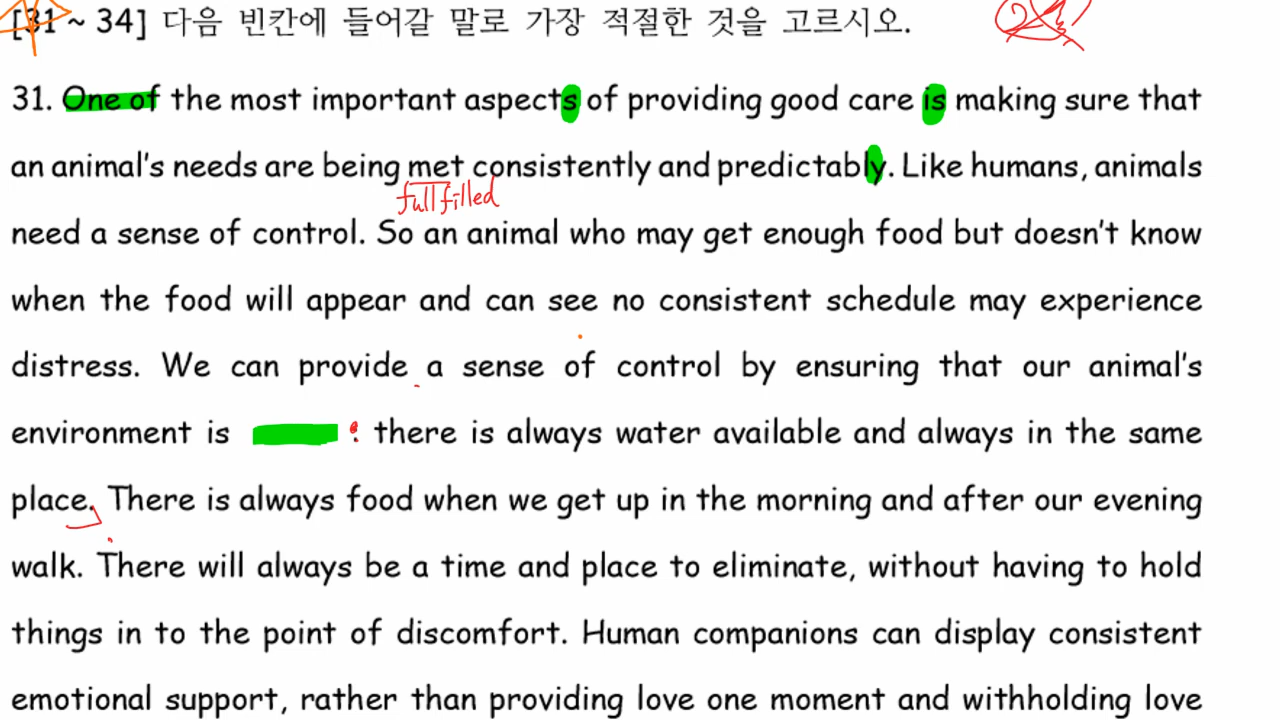 [31 ~ 34] 다음 빈칸에 들어갈 말로 가장 적절한 것을 고르시오.
31. One of the most important aspects of providing good care is making sure that
an animal's needs are being met consistently and predictably. Like humans, animals
fullfilled
need a sense of control. So an animal who may get enough food but doesn't know
when the food will appear and can see no consistent schedule may experience
distress. We can provide a sense of control by ensuring that our animal's
environment is : there is always water available and always in the same
place. There is always food when we get up in the morning and after our evening
walk. There will always be a time and place to eliminate, without having to hold
things in to the point of discomfort. Human companions can display consistent
emotional support, rather than providing love one moment and withholding love